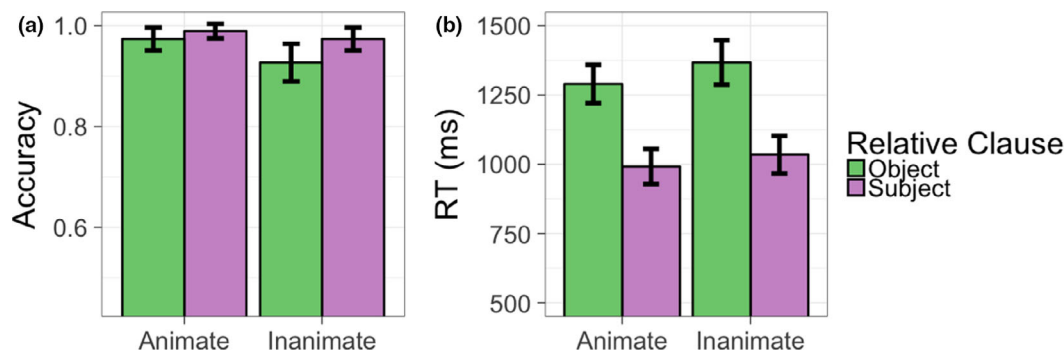 (a)
Accuracy
1.0
0.8
0.6
Animate Inanimate
(b)
RT (ms)
1500
1250
1000
750
500
Animate Inanimate
Relative Clause
Object
Subject